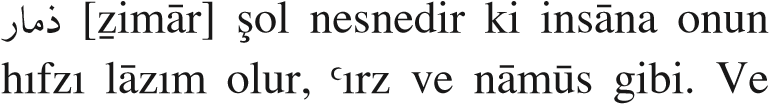 ذمار [ẕimār] şol nesnedir ki insāna onun
hıfzı lāzım olur, ʿırz ve nāmūs gibi. Ve